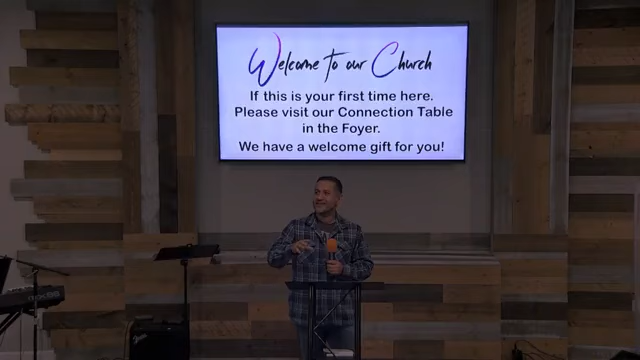 Welcome to our Church
If this is your first time here.
Please visit our Connection Table
in the Foyer.
We have a welcome gift for you!
Fender